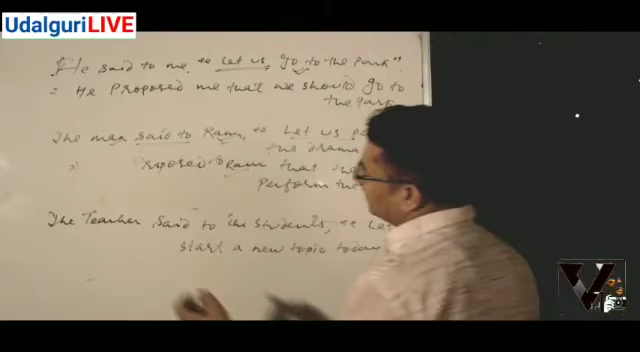 UdalguriLIVE
He said to me, "Let us, go to the park".
= He proposed me that we should go to
the park
The man said to Ram, "Let us
the drama
proposed to Ram that the
perform the
The Teacher said to the students, "Let
start a new topic today